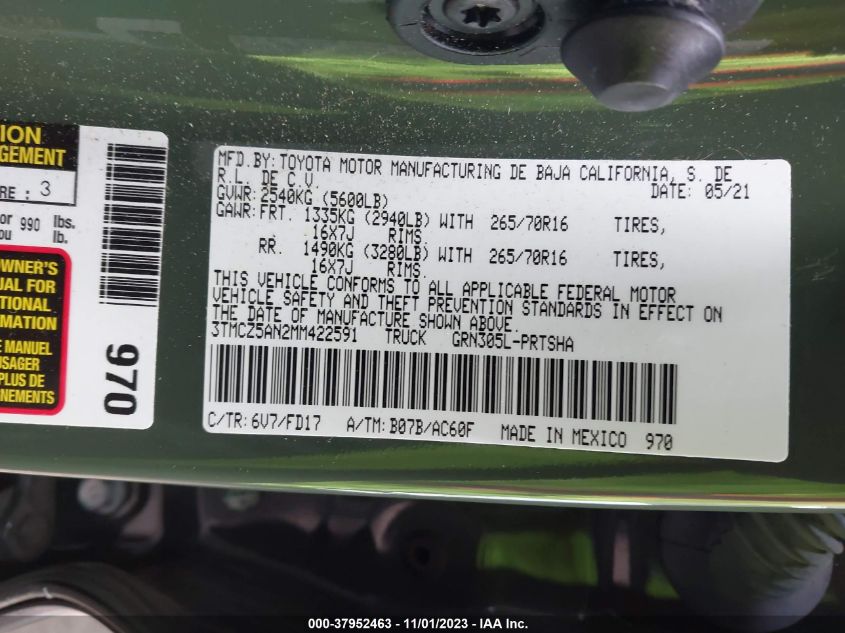 ION
GEMENT
RE : 3
or 990 lbs.
ou lb.
OWNER'S
UAL FOR
TIONAL
RMATION
E MANUEL
USAGER
PLUS DE
GNEMENTS
970
MFD.BY: TOYOTA MOTOR MANUFACTURING DE BAJA CALIFORNIA, S. DE
R.L. DE C.V. DATE: 05/21
GVWR: 2540KG (5600LB)
GAWR: FRT. 1335KG (2940LB) WITH 265/70R16 TIRES,
16X7J RIMS.
RR. 1490KG (3280LB) WITH 265/70R16 TIRES,
16X7J RIMS.
THIS VEHICLE CONFORMS TO ALL APPLICABLE FEDERAL MOTOR
VEHICLE SAFETY AND THEFT PREVENTION STANDARDS IN EFFECT ON
THE DATE OF MANUFACTURE SHOWN ABOVE.
3TMCZ5AN2MM422591 TRUCK GRN305L-PRTSHA
C/TR: 6V7/FD17 A/TM: B07B/AC60F MADE IN MEXICO 970
000-37952463 - 11/01/2023 - IAA Inc.